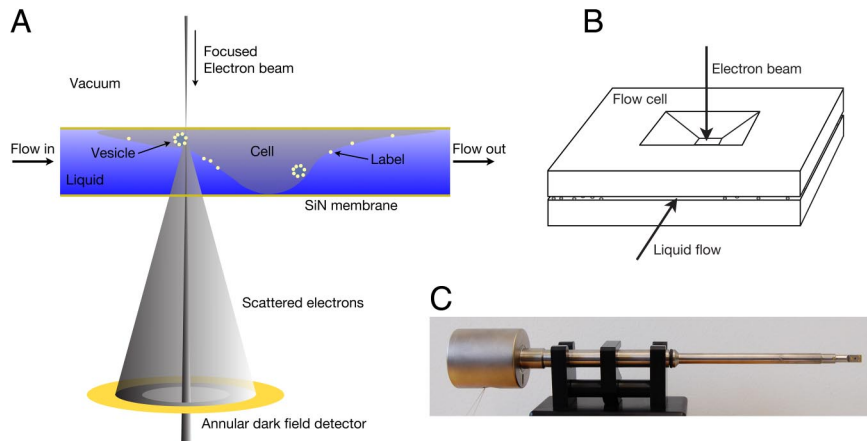 A
Focused
Electron beam
Vacuum
Flow in
Vesicle
Cell
Label
Flow out
Liquid
SiN membrane
Scattered electrons
Annular dark field detector
B
Electron beam
Flow cell
Liquid flow
C